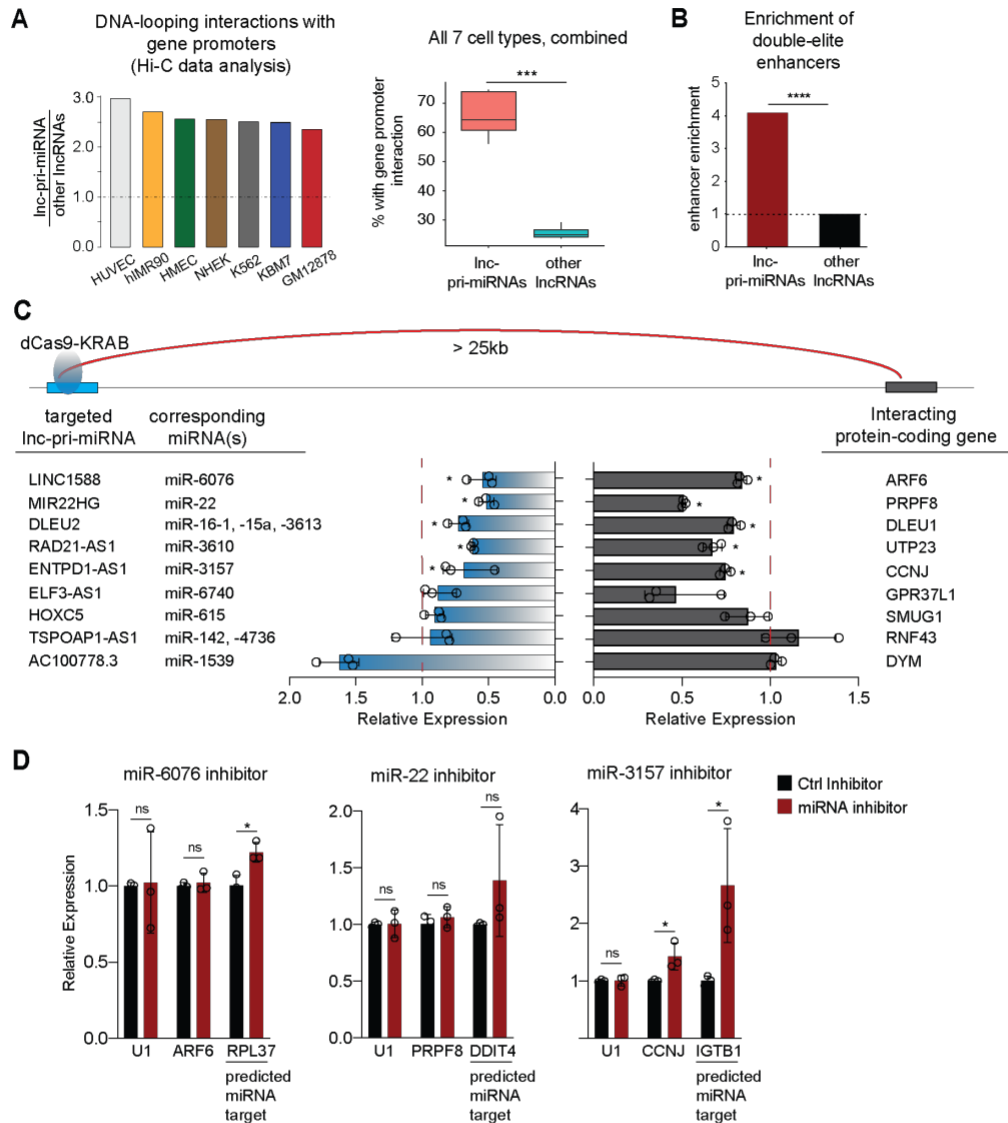 A
DNA-looping interactions with
gene promoters
(Hi-C data analysis)
lnc-pri-miRNA
other lncRNAs
3.0
2.0
1.0
0.0
HUVEC
hIMR90
HMEC
NHEK
K562
KBM7
GM12878
All 7 cell types, combined
% with gene promoter
interaction
70
60
50
40
30
***
lnc-
pri-miRNAs
other
lncRNAs
B
Enrichment of
double-elite
enhancers
enhancer enrichment
5
4
3
2
1
0
****
lnc-
pri-miRNAs
other
lncRNAs
C
dCas9-KRAB
> 25kb
targeted
lnc-pri-miRNA
corresponding
miRNA(s)
Interacting
protein-coding gene
LINC1588 miR-6076 * * ARF6
MIR22HG miR-22 * * PRPF8
DLEU2 miR-16-1, -15a, -3613 * * DLEU1
RAD21-AS1 miR-3610 * * UTP23
ENTPD1-AS1 miR-3157 * * CCNJ
ELF3-AS1 miR-6740 GPR37L1
HOXC5 miR-615 SMUG1
TSPOAP1-AS1 miR-142, -4736 RNF43
AC100778.3 miR-1539 DYM
2.0 1.5 1.0 0.5 0.0
Relative Expression
0.0 0.5 1.0 1.5
Relative Expression
D
miR-6076 inhibitor
Relative Expression
1.5
1.0
0.5
0.0
ns
ns
*
U1 ARF6 RPL37
predicted
miRNA
target
miR-22 inhibitor
2.0
1.5
1.0
0.5
0.0
ns
ns
ns
U1 PRPF8 DDIT4
predicted
miRNA
target
miR-3157 inhibitor
4
3
2
1
ns
*
*
U1 CCNJ IGTB1
predicted
miRNA
target
Ctrl Inhibitor
miRNA inhibitor